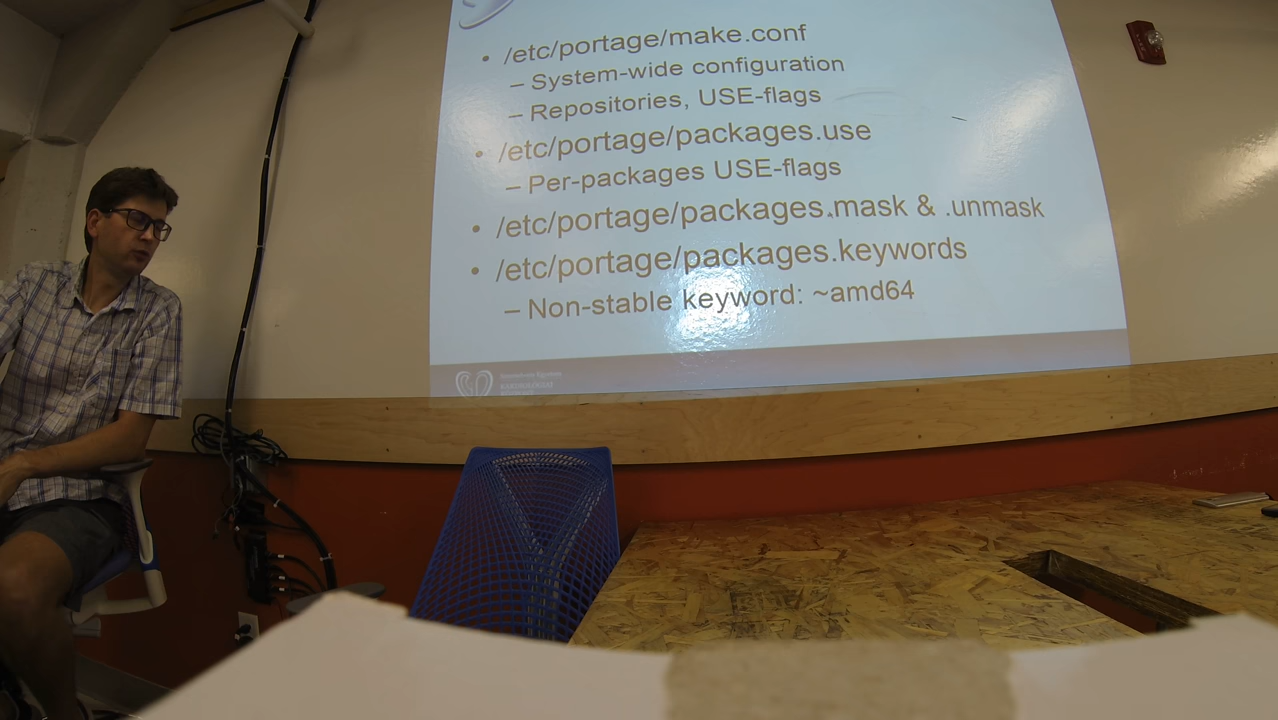 • /etc/portage/make.conf
– System-wide configuration
– Repositories, USE-flags
• /etc/portage/packages.use
– Per-packages USE-flags
• /etc/portage/packages.mask & .unmask
• /etc/portage/packages.keywords
– Non-stable keyword: ~amd64